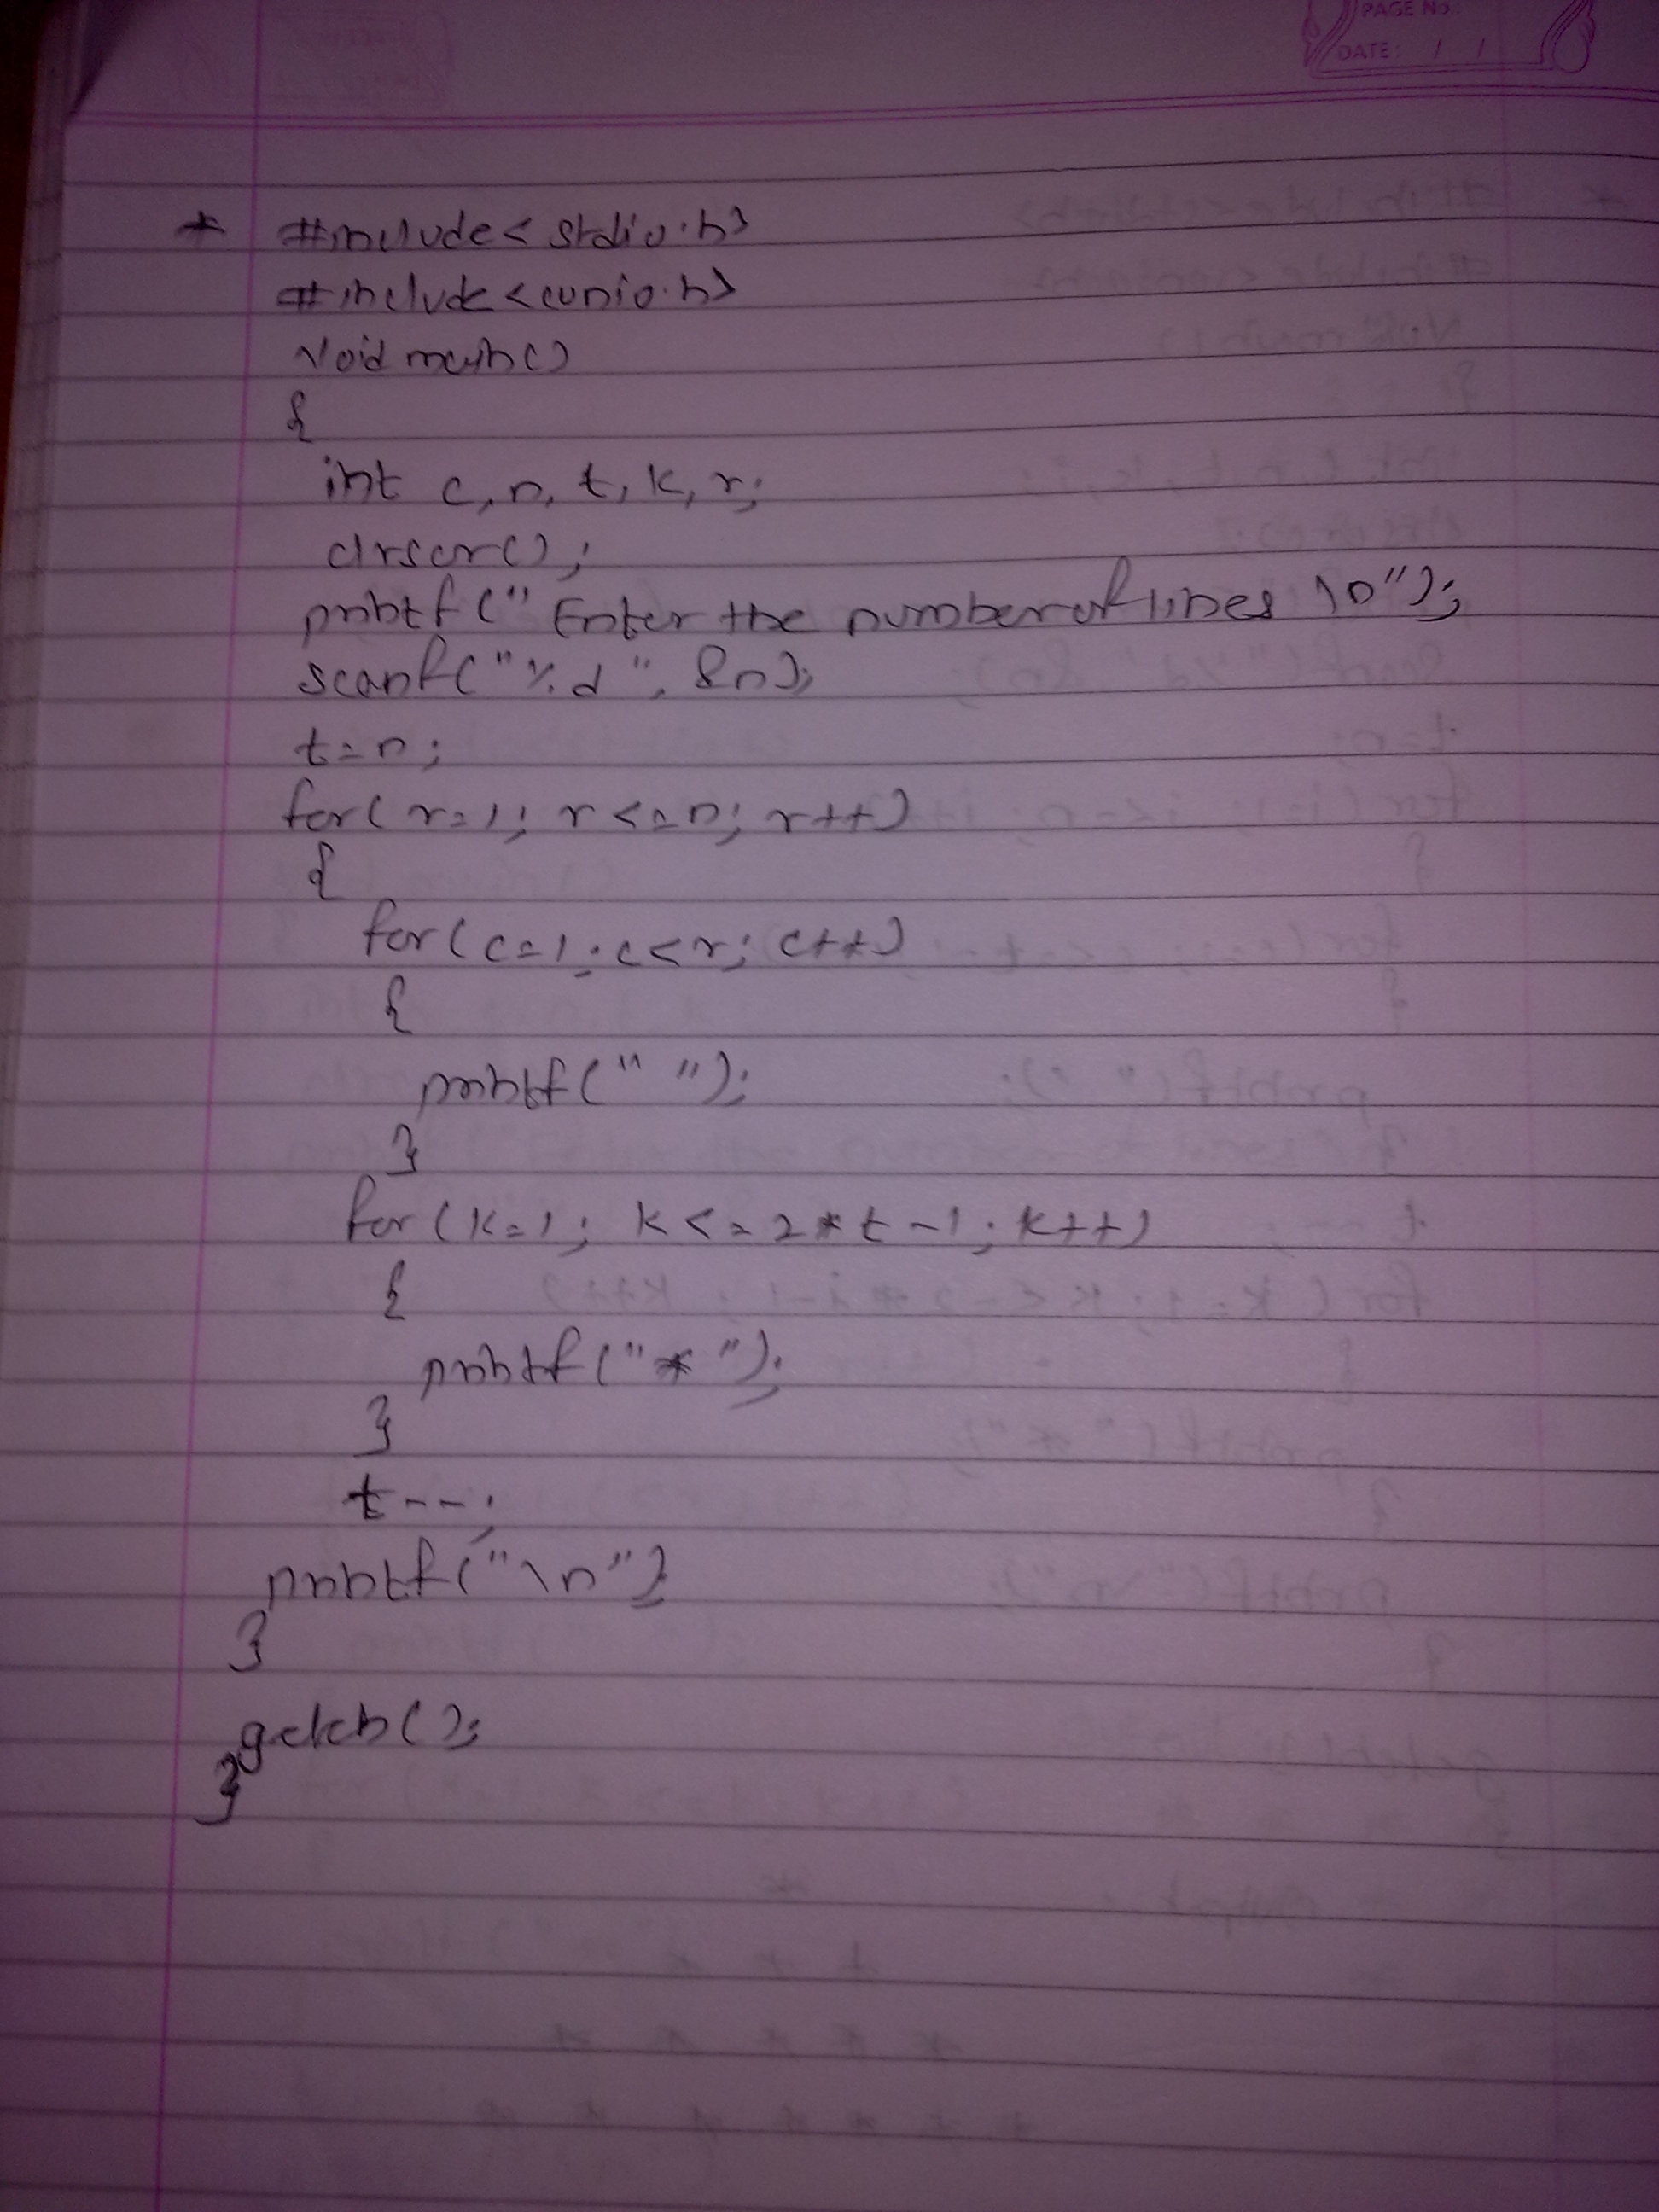 PAGE NO.
DATE: / /
* #include< stdio.h>
#include<conio.h>
void main()
{
int c, n, t, k, r;
clrscr();
printf(" Enter the number of lines \n");
scanf("%d", &n);
t=n;
for( r=1; r<=n; r++)
{
for( c=1; c<r; c++)
{
printf(" ");
}
for( k=1; k<=2*t-1; k++)
{
printf("*");
}
t--;
printf("\n");
}
getch();
}